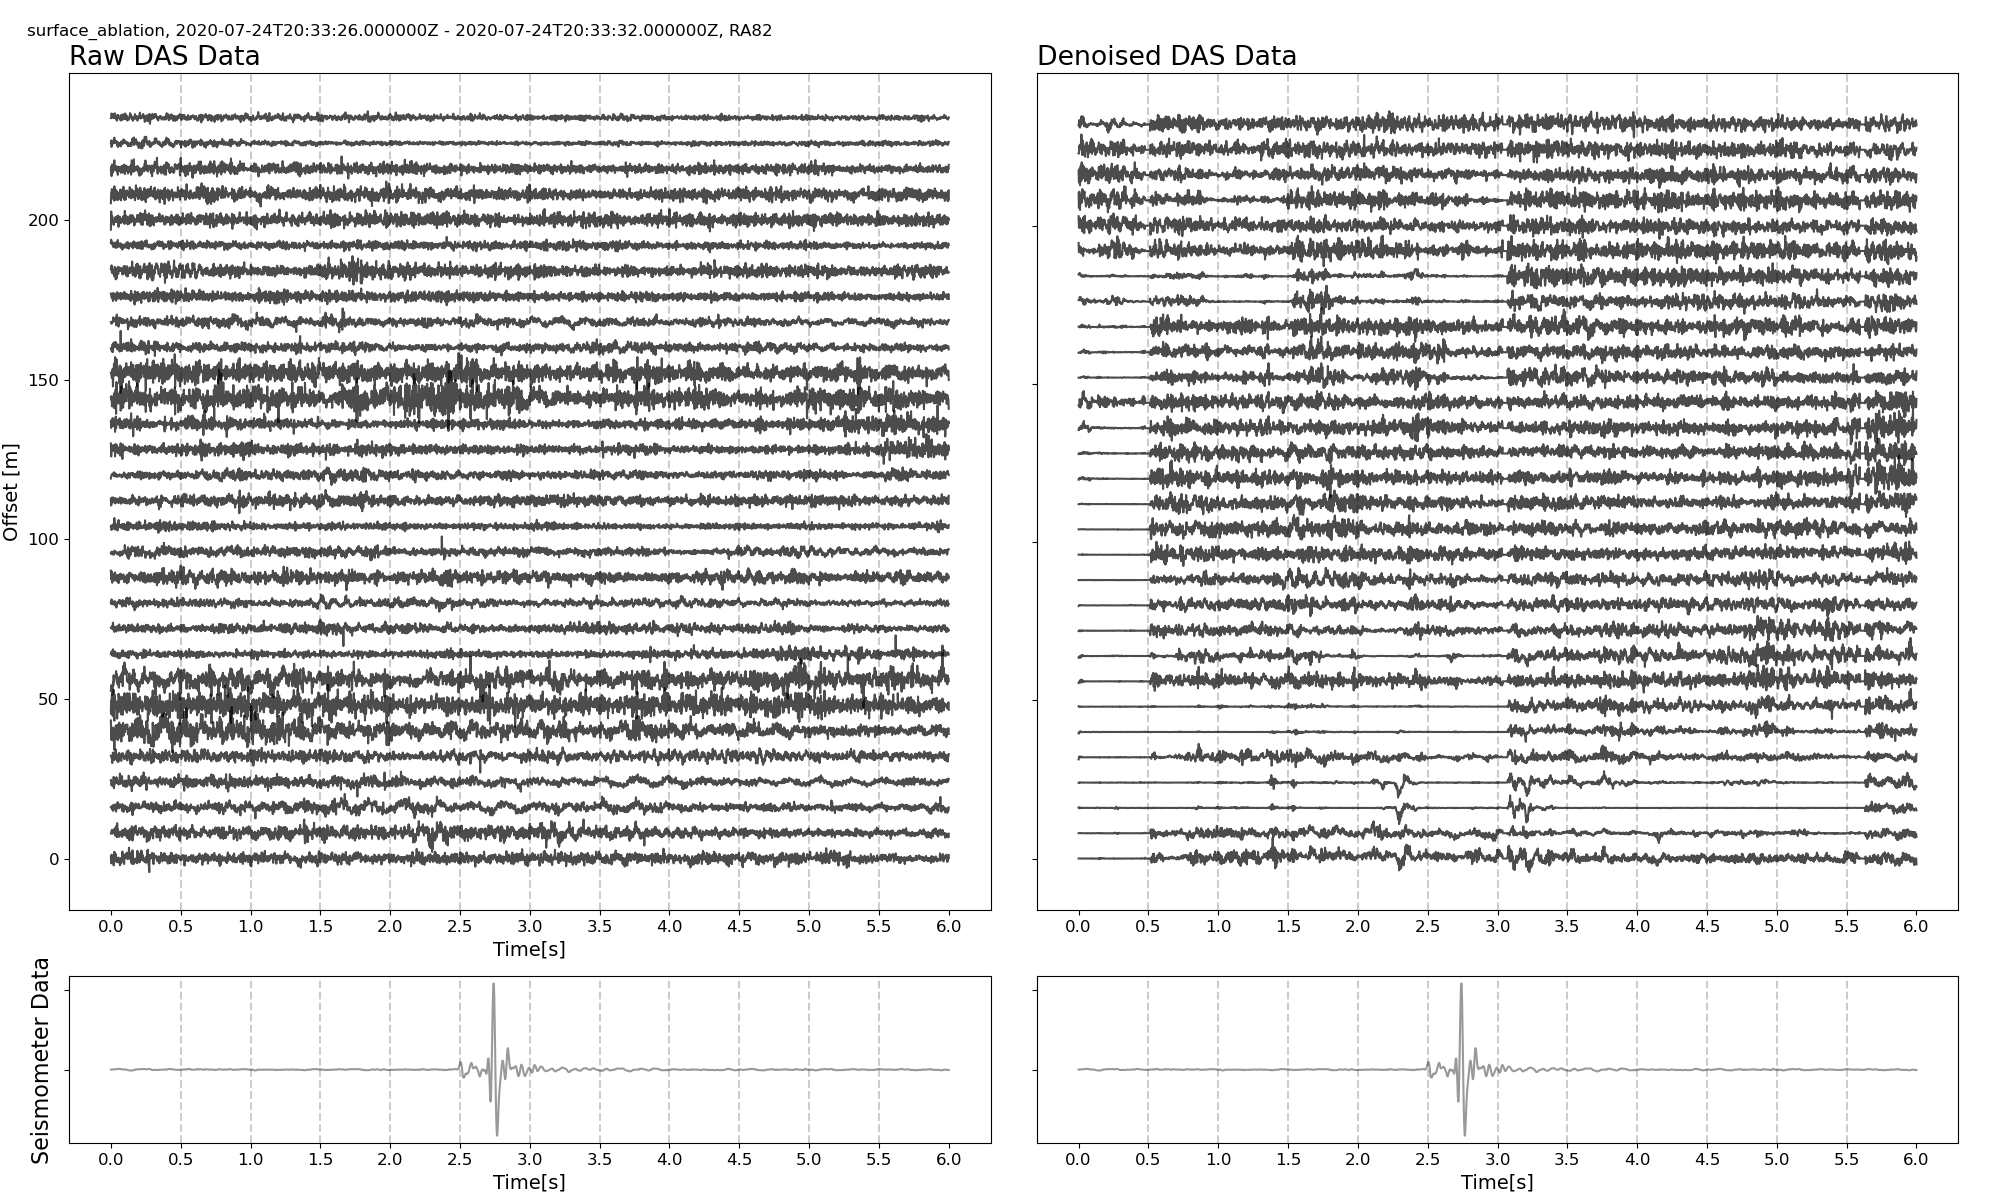 surface_ablation, 2020-07-24T20:33:26.000000Z - 2020-07-24T20:33:32.000000Z, RA82
Raw DAS Data
Denoised DAS Data
Offset [m]
200
150
100
50
0
0.0 0.5 1.0 1.5 2.0 2.5 3.0 3.5 4.0 4.5 5.0 5.5 6.0
Time[s]
0.0 0.5 1.0 1.5 2.0 2.5 3.0 3.5 4.0 4.5 5.0 5.5 6.0
Seismometer Data
0.0 0.5 1.0 1.5 2.0 2.5 3.0 3.5 4.0 4.5 5.0 5.5 6.0
Time[s]
0.0 0.5 1.0 1.5 2.0 2.5 3.0 3.5 4.0 4.5 5.0 5.5 6.0
Time[s]